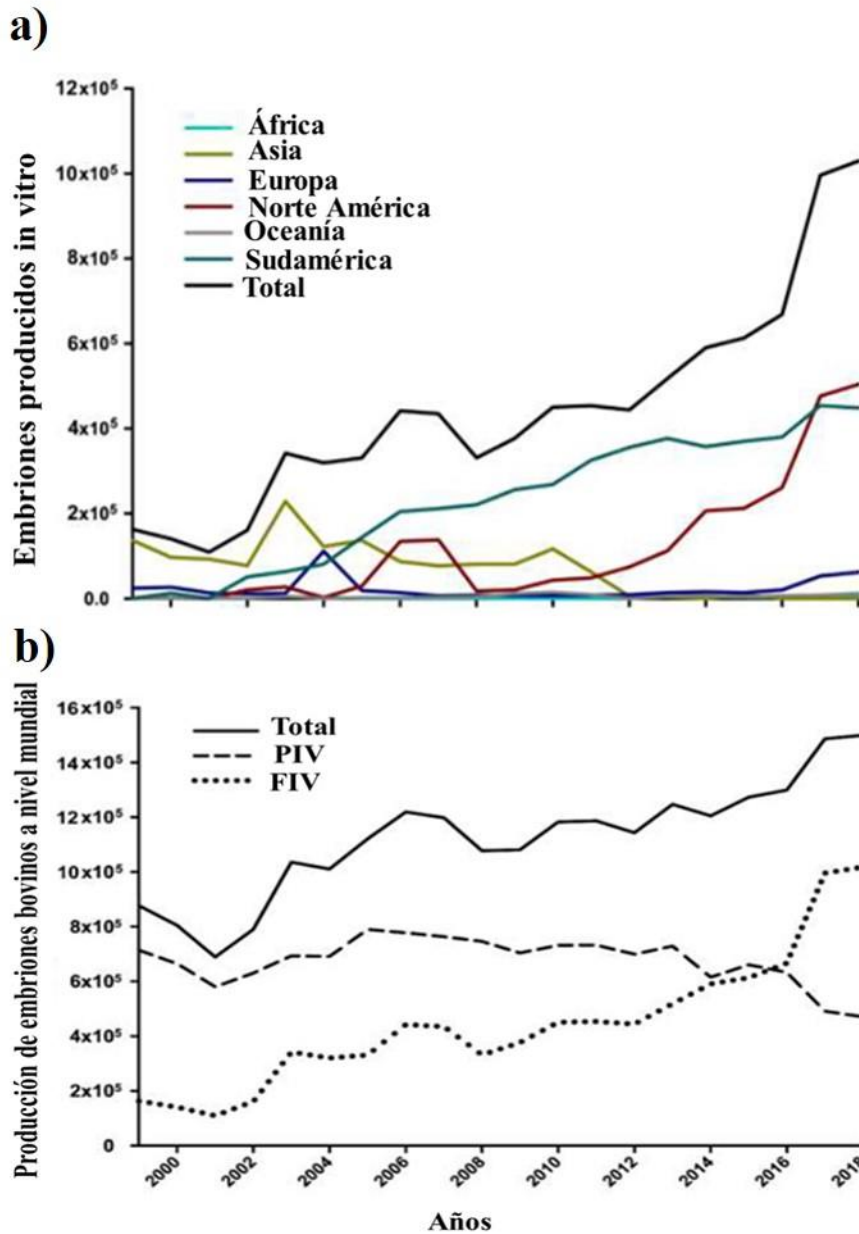 a)
Embriones producidos in vitro
12x10⁵
10x10⁵
8x10⁵
6x10⁵
4x10⁵
2x10⁵
0.0
África
Asia
Europa
Norte América
Oceanía
Sudamérica
Total
b)
Producción de embriones bovinos a nivel mundial
16x10⁵
14x10⁵
12x10⁵
10x10⁵
8x10⁵
6x10⁵
4x10⁵
2x10⁵
0
Total
PIV
FIV
2000
2002
2004
2006
2008
2010
2012
2014
2016
2018
Años